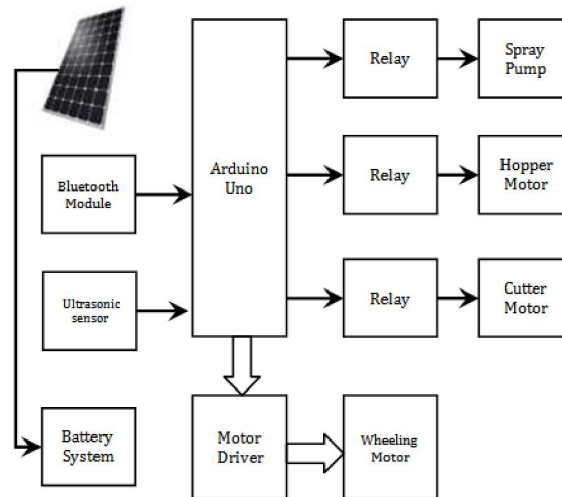 Relay
Spray
Pump
Arduino
Uno
Bluetooth
Module
Relay
Hopper
Motor
Ultrasonic
sensor
Relay
Cutter
Motor
Battery
System
Motor
Driver
Wheeling
Motor